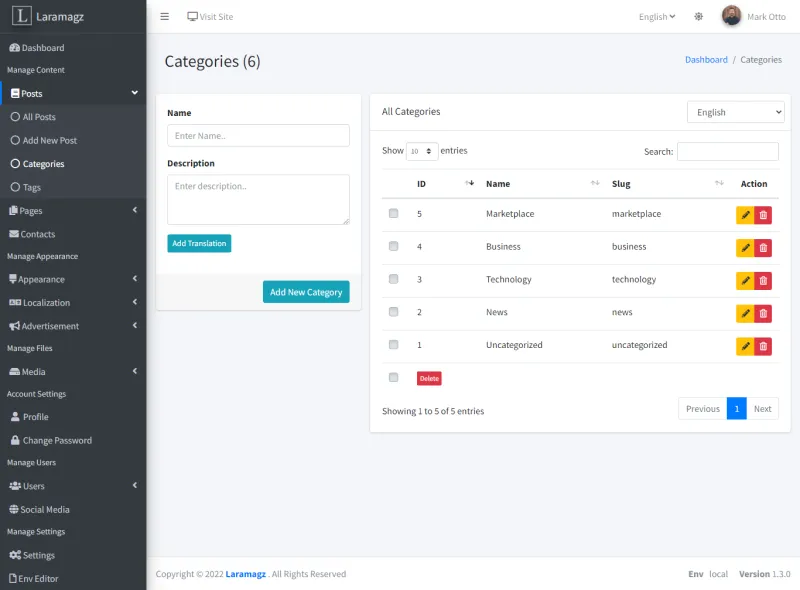 L Laramagz
Visit Site
English
Mark Otto
Dashboard
Manage Content
Posts
All Posts
Add New Post
Categories
Tags
Pages
Contacts
Manage Appearance
Appearance
Localization
Advertisement
Manage Files
Media
Account Settings
Profile
Change Password
Manage Users
Users
Social Media
Manage Settings
Settings
Env Editor
Categories (6)
Dashboard / Categories
Name
Enter Name..
Description
Enter description..
Add Translation
Add New Category
All Categories
English
Show 10 entries
Search:
ID Name Slug Action
5 Marketplace marketplace
4 Business business
3 Technology technology
2 News news
1 Uncategorized uncategorized
Delete
Showing 1 to 5 of 5 entries
Previous 1 Next
Copyright © 2022 Laramagz . All Rights Reserved
Env local Version 1.3.0